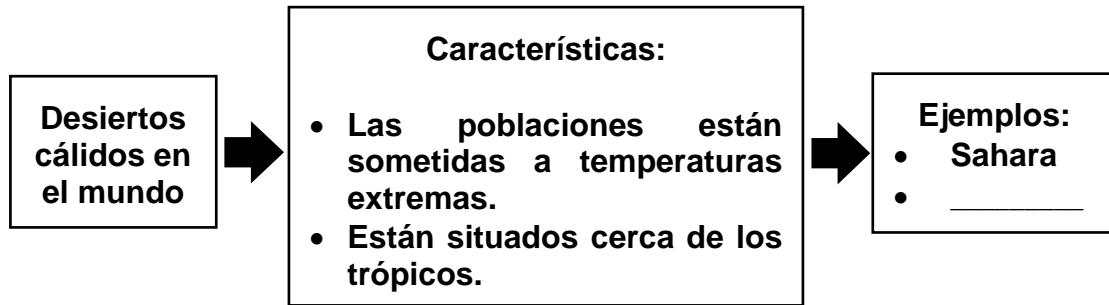 Desiertos
cálidos en
el mundo
Características:
• Las poblaciones están
sometidas a temperaturas
extremas.
• Están situados cerca de los
trópicos.
Ejemplos:
• Sahara
• _________